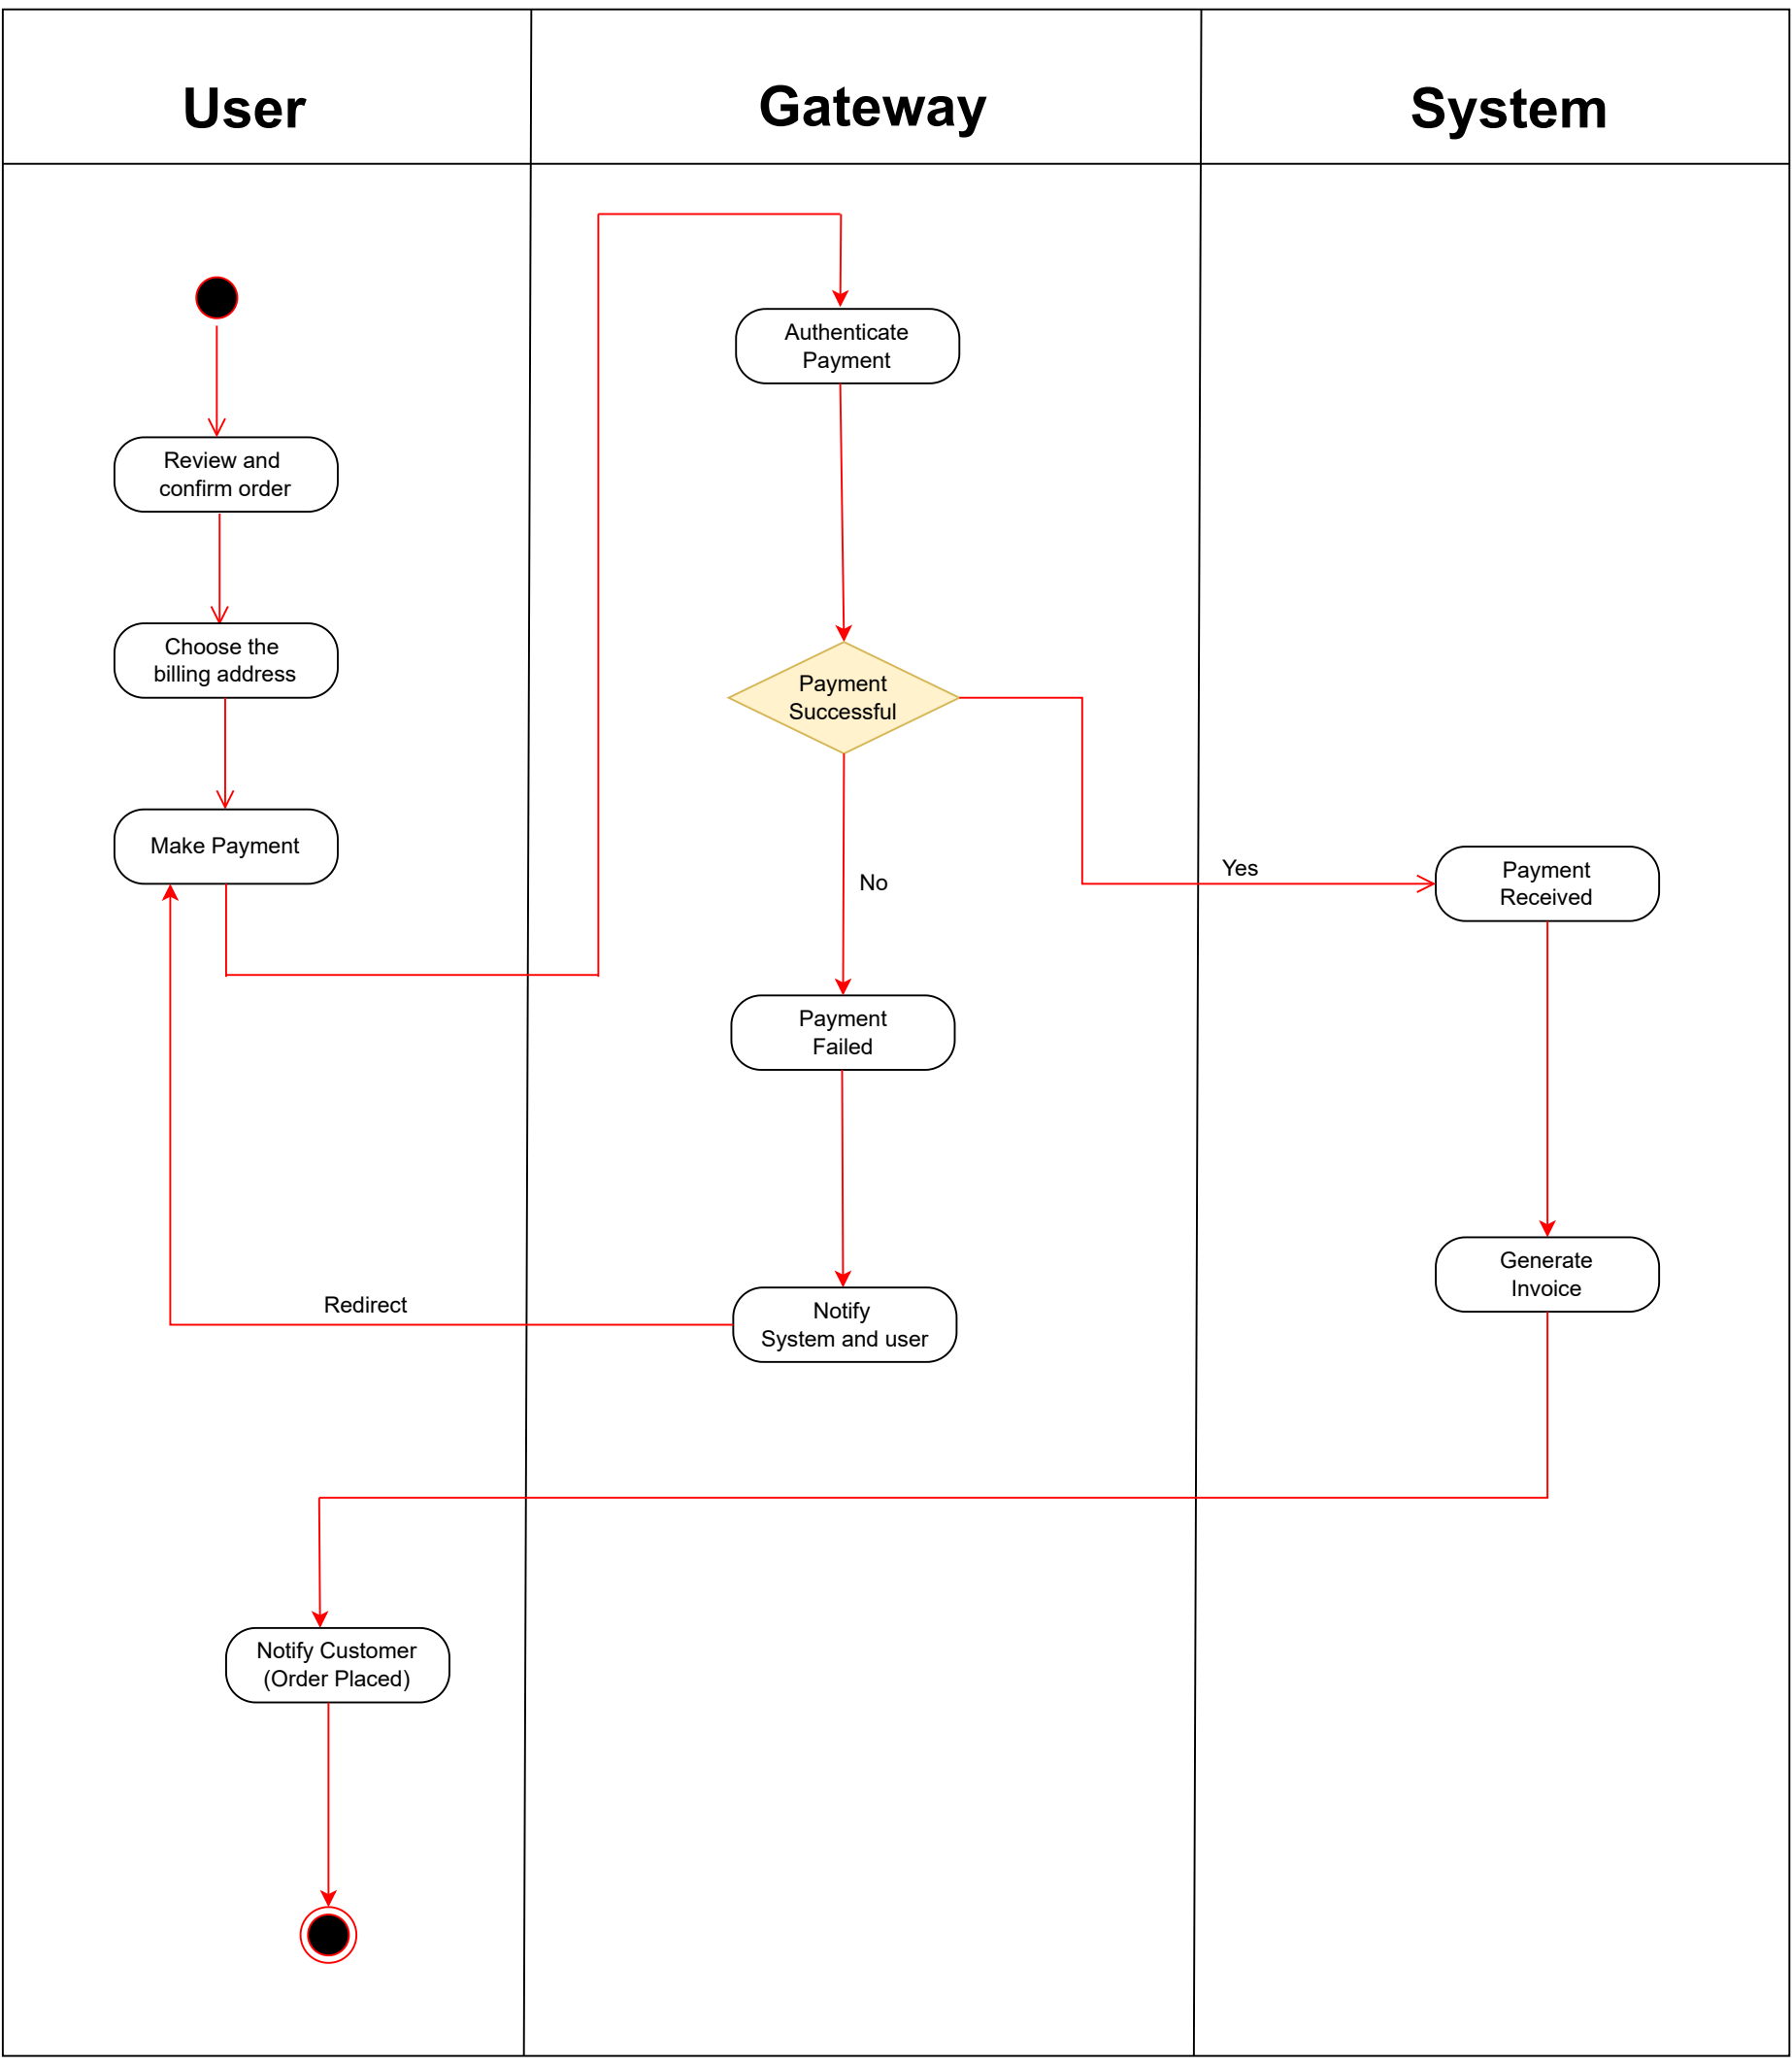 User
Gateway
System
Authenticate
Payment
Review and
confirm order
Choose the
billing address
Payment
Successful
Make Payment
No
Yes
Payment
Received
Payment
Failed
Generate
Invoice
Redirect
Notify
System and user
Notify Customer
(Order Placed)